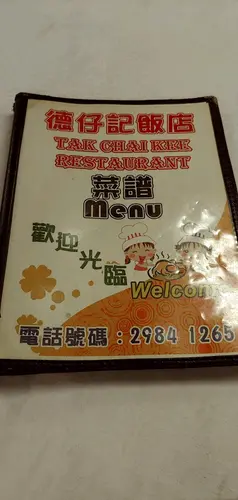 德仔記飯店
TAK CHAI KEE
RESTAURANT
菜譜
Menu
歡迎光臨
Welcom
電話號碼：2984 1265